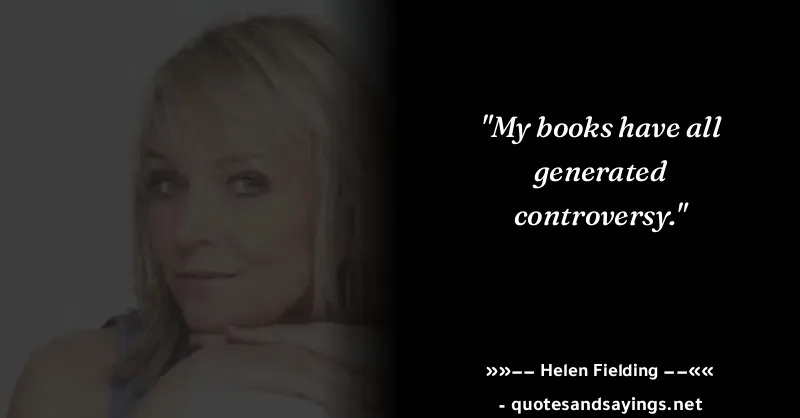 "My books have all
generated
controversy."
»»−− Helen Fielding −−««
- quotesandsayings.net